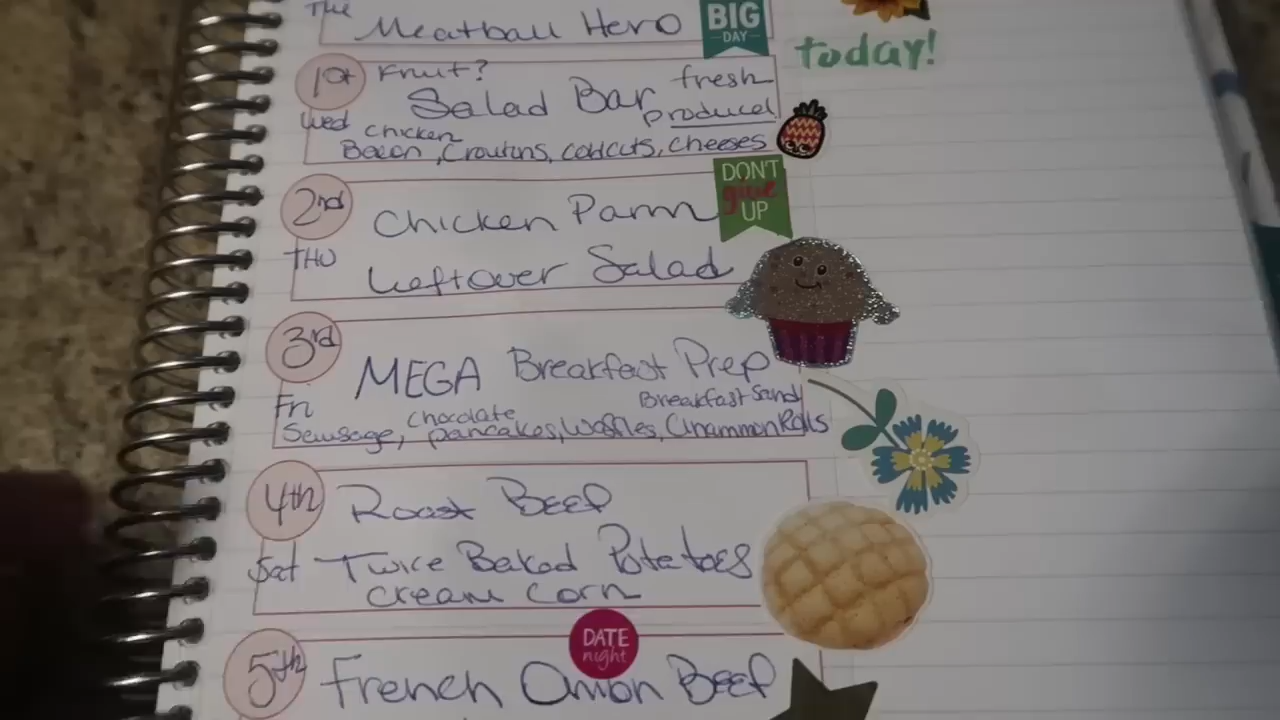 The
Meatball Hero
BIG
DAY
today!
1st Fruit?
Salad Bar fresh
produce
Wed Chicken
Bacon, Croutons, coldcuts, cheeses
DON'T
give
UP
2nd Chicken Parm
THU Leftover Salad
3rd MEGA Breakfast Prep
Fri chocolate Breakfast Sand
Sausage, pancakes, Waffles, Cinammon Rolls
4th Roast Beef
Sat Twice Baked Potatoes
cream corn
DATE
night
5th French Onion Beef